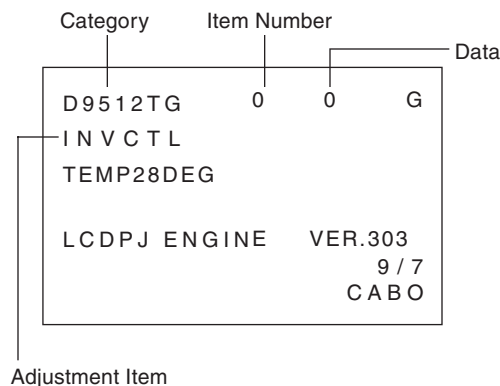 Category Item Number
Data
D9512TG 0 0 G
INVCTL
TEMP28DEG
LCDPJ ENGINE VER.303
9/7
CABO
Adjustment Item